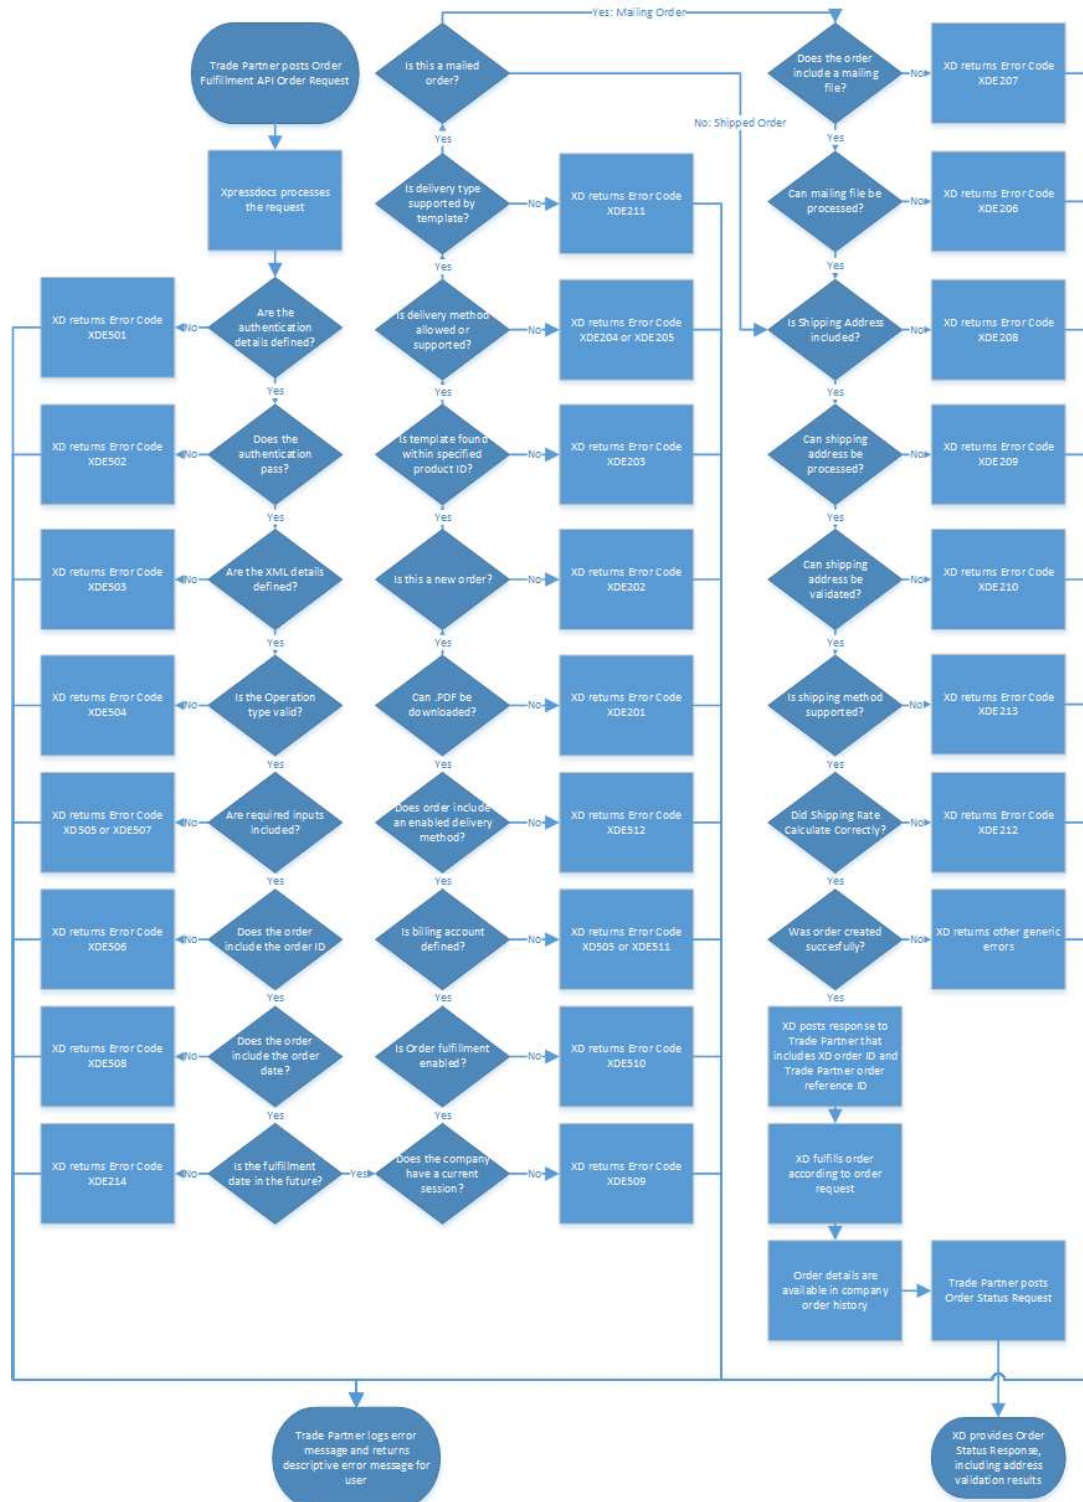 Yes: Mailing Order
Trade Partner posts Order
Fulfillment API Order Request
Xpressdocs processes
the request
Are the
authentication
details defined?
No
XD returns Error Code
XDE501
Yes
Does the
authentication
pass?
No
XD returns Error Code
XDE502
Yes
Are the XML details
defined?
No
XD returns Error Code
XDE503
Yes
Is the Operation
type valid?
No
XD returns Error Code
XDE504
Yes
Are required inputs
included?
No
XD returns Error Code
XD505 or XDE507
Yes
Does the order
include the order ID
No
XD returns Error Code
XDE506
Yes
Does the order
include the order
date?
No
XD returns Error Code
XDE508
Yes
Is the fulfillment
date in the future?
No
XD returns Error Code
XDE214
Yes
Does the company
have a current
session?
No
XD returns Error Code
XDE509
Yes
Is Order fulfillment
enabled?
No
XD returns Error Code
XDE510
Yes
Is billing account
defined?
No
XD returns Error Code
XD505 or XDE511
Yes
Does order include
an enabled delivery
method?
No
XD returns Error Code
XDE512
Yes
Can .PDF be
downloaded?
No
XD returns Error Code
XDE201
Yes
Is this a new order?
No
XD returns Error Code
XDE202
Yes
Is template found
within specified
product ID?
No
XD returns Error Code
XDE203
Yes
Is delivery method
allowed or
supported?
No
XD returns Error Code
XDE204 or XDE205
Yes
Is delivery type
supported by
template?
No
XD returns Error Code
XDE211
Yes
Is this a mailed
order?
No: Shipped Order
Does the order
include a mailing
file?
No
XD returns Error Code
XDE207
Yes
Can mailing file be
processed?
No
XD returns Error Code
XDE206
Yes
Is Shipping Address
included?
No
XD returns Error Code
XDE208
Yes
Can shipping
address be
processed?
No
XD returns Error Code
XDE209
Yes
Can shipping
address be
validated?
No
XD returns Error Code
XDE210
Yes
Is shipping method
supported?
No
XD returns Error Code
XDE213
Yes
Did Shipping Rate
Calculate Correctly?
No
XD returns Error Code
XDE212
Yes
Was order created
succesfully?
No
XD returns other generic
errors
Yes
XD posts response to
Trade Partner that
includes XD order ID and
Trade Partner order
reference ID
XD fulfills order
according to order
request
Order details are
available in company
order history
Trade Partner posts
Order Status Request
Trade Partner logs error
message and returns
descriptive error message for
user
XD provides Order
Status Response,
including address
validation results